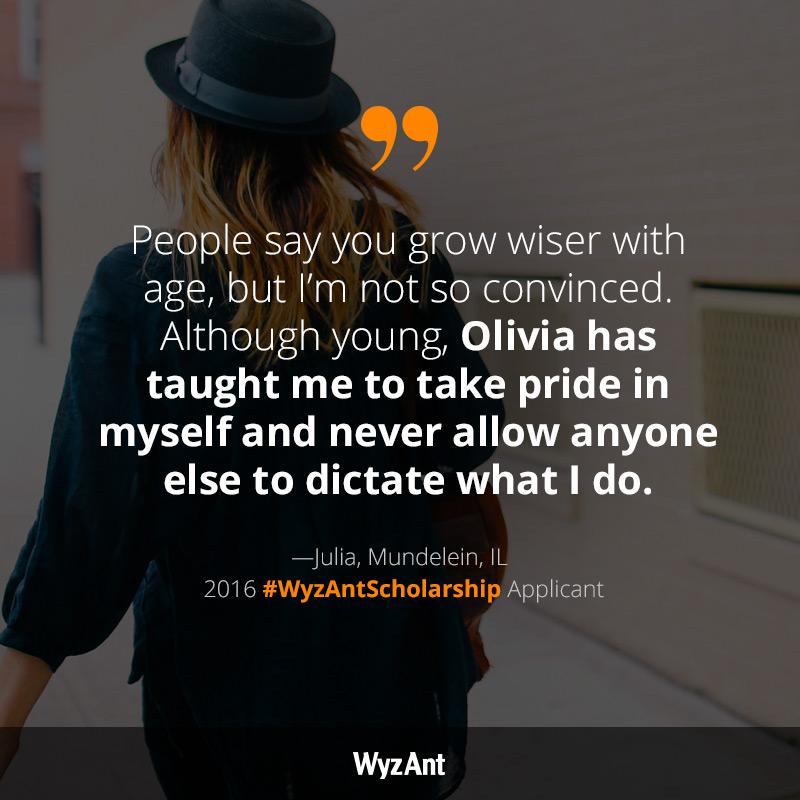 ”
People say you grow wiser with
age, but I’m not so convinced.
Although young, Olivia has
taught me to take pride in
myself and never allow anyone
else to dictate what I do.
—Julia, Mundelein, IL
2016 #WyzAntScholarship Applicant
WyzAnt